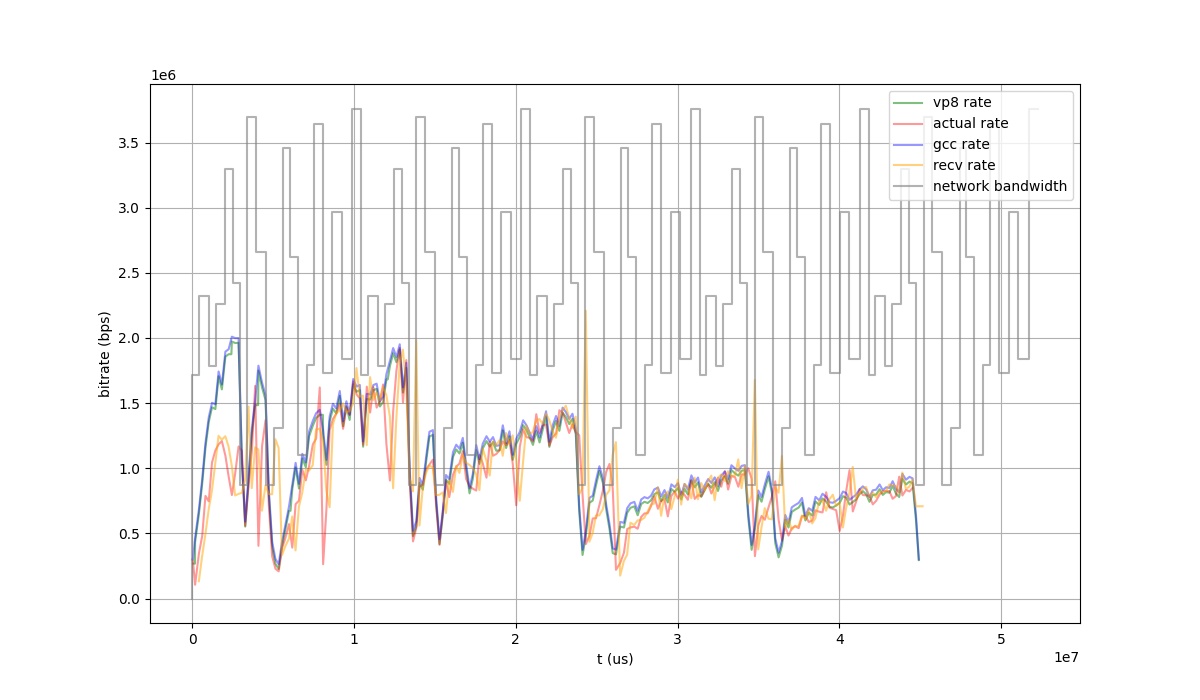 1e6
3.5
3.0
2.5
2.0
1.5
1.0
0.5
0.0
bitrate (bps)
vp8 rate
actual rate
gcc rate
recv rate
network bandwidth
0 1 2 3 4 5
t (us)
1e7